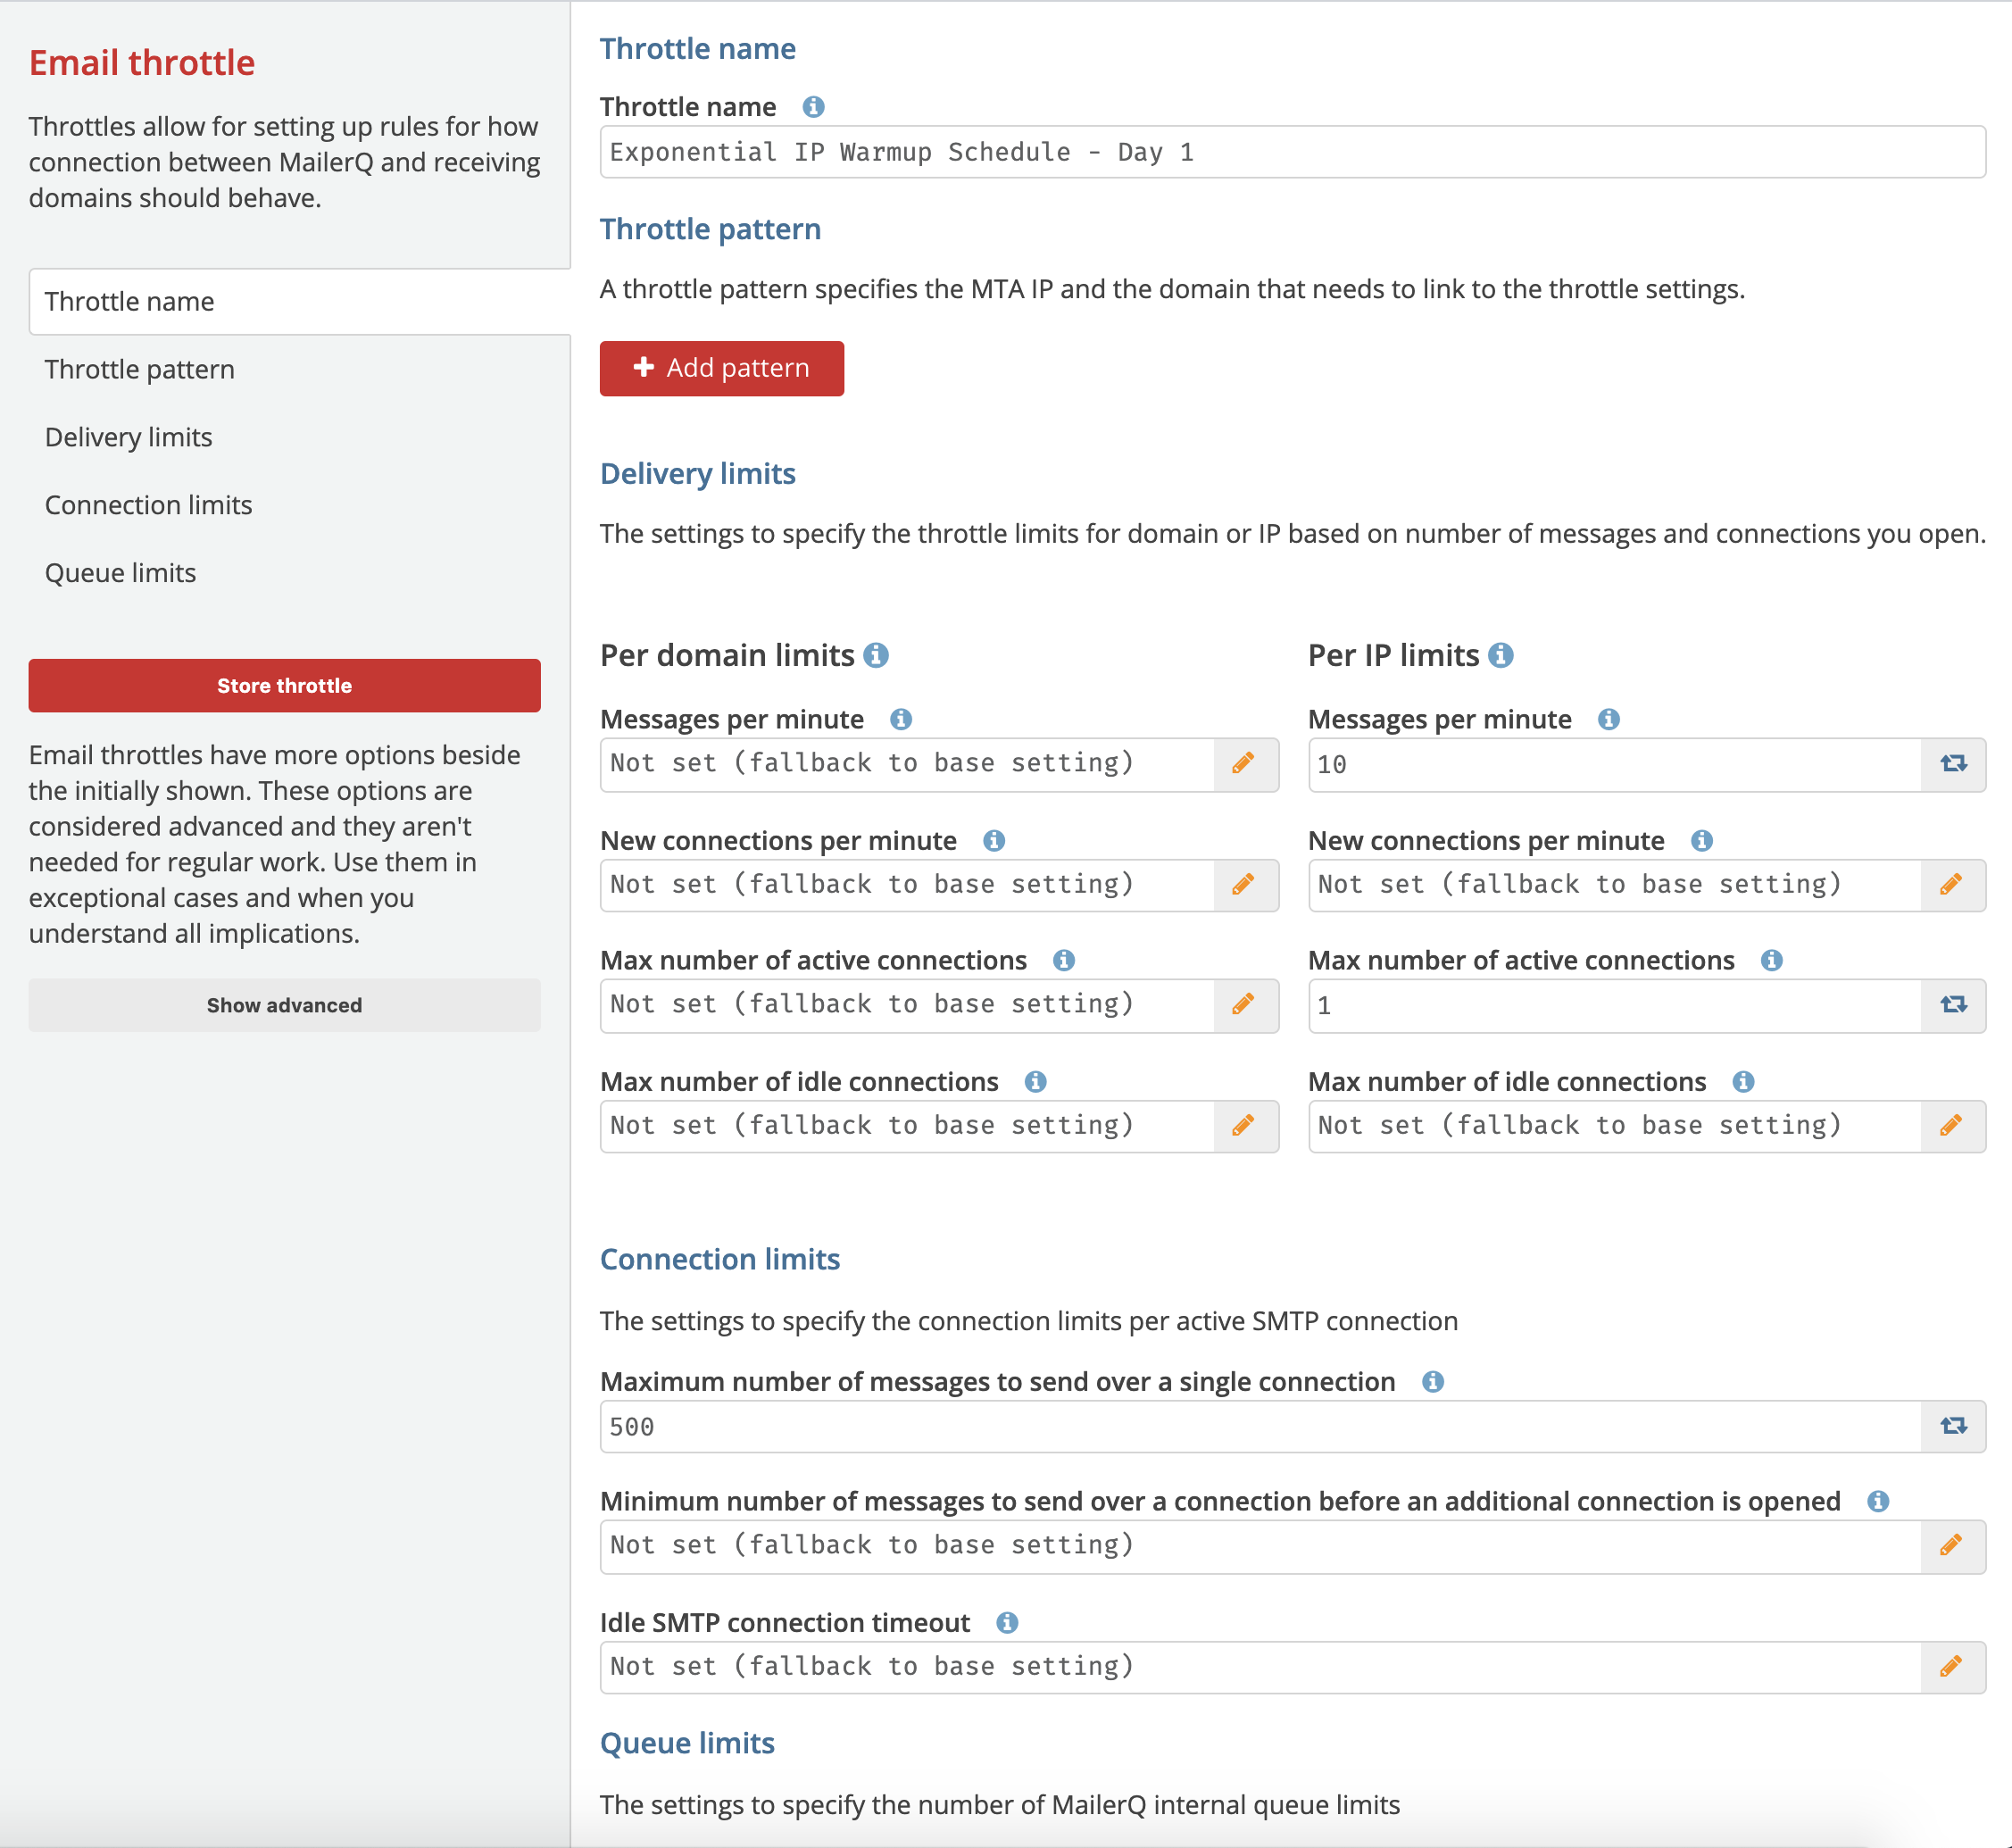 Email throttle
Throttles allow for setting up rules for how
connection between MailerQ and receiving
domains should behave.
Throttle name
Throttle pattern
Delivery limits
Connection limits
Queue limits
Store throttle
Email throttles have more options beside
the initially shown. These options are
considered advanced and they aren't
needed for regular work. Use them in
exceptional cases and when you
understand all implications.
Show advanced
Throttle name
Throttle name
Exponential IP Warmup Schedule - Day 1
Throttle pattern
A throttle pattern specifies the MTA IP and the domain that needs to link to the throttle settings.
Add pattern
Delivery limits
The settings to specify the throttle limits for domain or IP based on number of messages and connections you open.
Per domain limits
Messages per minute
Not set (fallback to base setting)
New connections per minute
Not set (fallback to base setting)
Max number of active connections
Not set (fallback to base setting)
Max number of idle connections
Not set (fallback to base setting)
Per IP limits
Messages per minute
10
New connections per minute
Not set (fallback to base setting)
Max number of active connections
1
Max number of idle connections
Not set (fallback to base setting)
Connection limits
The settings to specify the connection limits per active SMTP connection
Maximum number of messages to send over a single connection
500
Minimum number of messages to send over a connection before an additional connection is opened
Not set (fallback to base setting)
Idle SMTP connection timeout
Not set (fallback to base setting)
Queue limits
The settings to specify the number of MailerQ internal queue limits